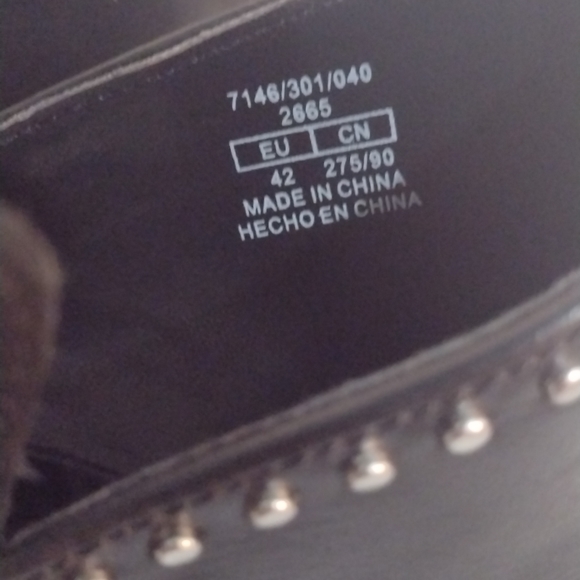 7146/301/040
2665
EU CN
42 275/90
MADE IN CHINA
HECHO EN CHINA